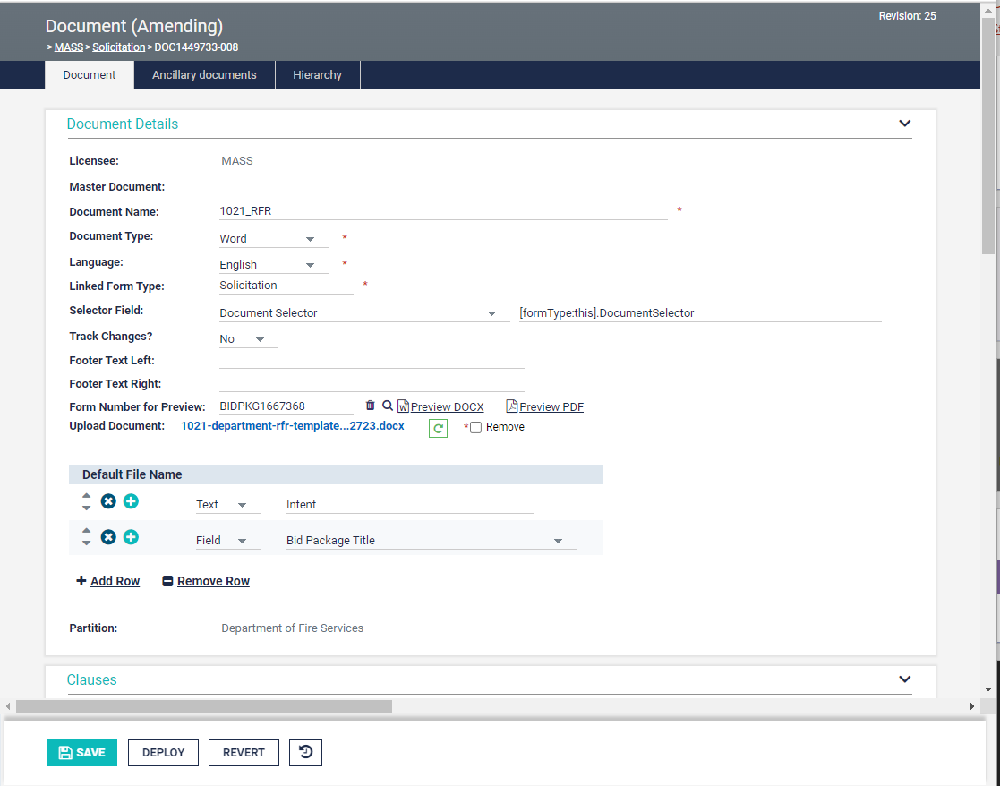 Document (Amending)
Revision: 25
> MASS > Solicitation > DOC1449733-008
Document
Ancillary documents
Hierarchy
Document Details
Licensee: MASS
Master Document:
Document Name: 1021_RFR *
Document Type: Word *
Language: English *
Linked Form Type: Solicitation *
Selector Field: Document Selector [formType:this].DocumentSelector
Track Changes? No
Footer Text Left:
Footer Text Right:
Form Number for Preview: BIDPKG1667368 Preview DOCX Preview PDF
Upload Document: 1021-department-rfr-template...2723.docx * Remove
Default File Name
Text Intent
Field Bid Package Title
Add Row Remove Row
Partition: Department of Fire Services
Clauses
SAVE DEPLOY REVERT